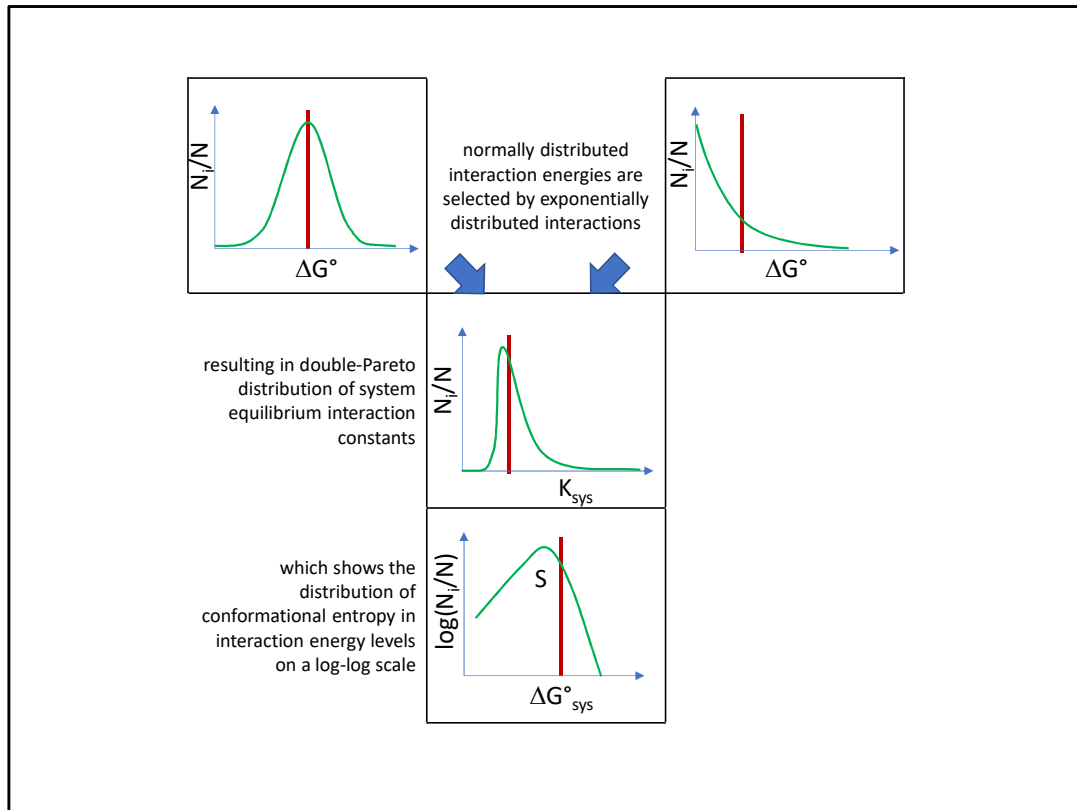 N_i/N
ΔG°
normally distributed
interaction energies are
selected by exponentially
distributed interactions
N_i/N
ΔG°
resulting in double-Pareto
distribution of system
equilibrium interaction
constants
N_i/N
K_sys
which shows the
distribution of
conformational entropy in
interaction energy levels
on a log-log scale
log(N_i/N)
S
ΔG°_sys